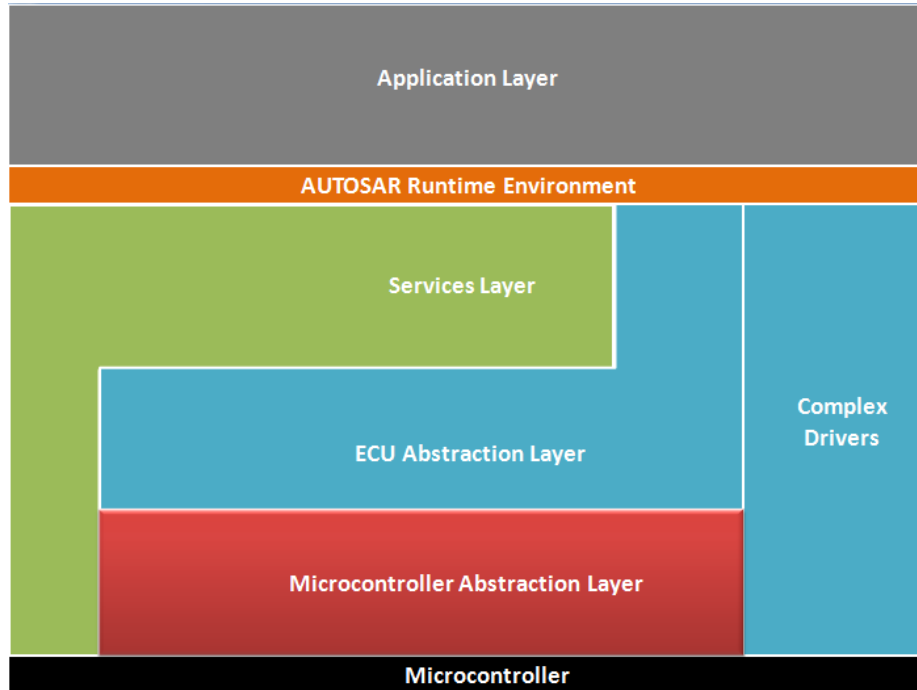 Application Layer
AUTOSAR Runtime Environment
Services Layer
Complex
Drivers
ECU Abstraction Layer
Microcontroller Abstraction Layer
Microcontroller